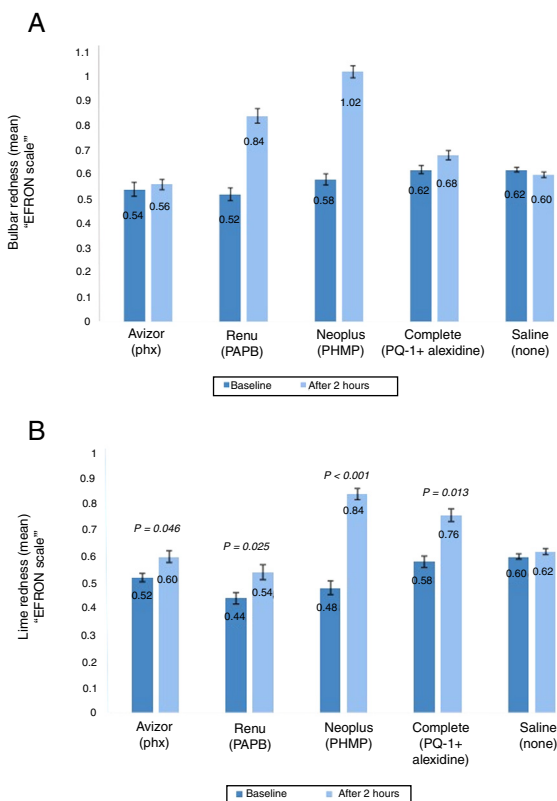 A
1.1
1
0.9
0.8
0.7
0.6
0.5
0.4
0.3
0.2
0.1
0
Bulbar redness (mean)
“EFRON scale”’
0.54
0.56
0.52
0.84
0.58
1.02
0.62
0.68
0.62
0.60
Avizor
(phx)
Renu
(PAPB)
Neoplus
(PHMP)
Complete
(PQ-1+ alexidine)
Saline
(none)
Baseline After 2 hours
B
1
0.9
0.8
0.7
0.6
0.5
0.4
0.3
0.2
0.1
0
Lime redness (mean)
“EFRON scale”’
P = 0.046
P = 0.025
P < 0.001
P = 0.013
0.52
0.60
0.44
0.54
0.48
0.84
0.58
0.76
0.60
0.62
Avizor
(phx)
Renu
(PAPB)
Neoplus
(PHMP)
Complete
(PQ-1+
alexidine)
Saline
(none)
Baseline After 2 hours